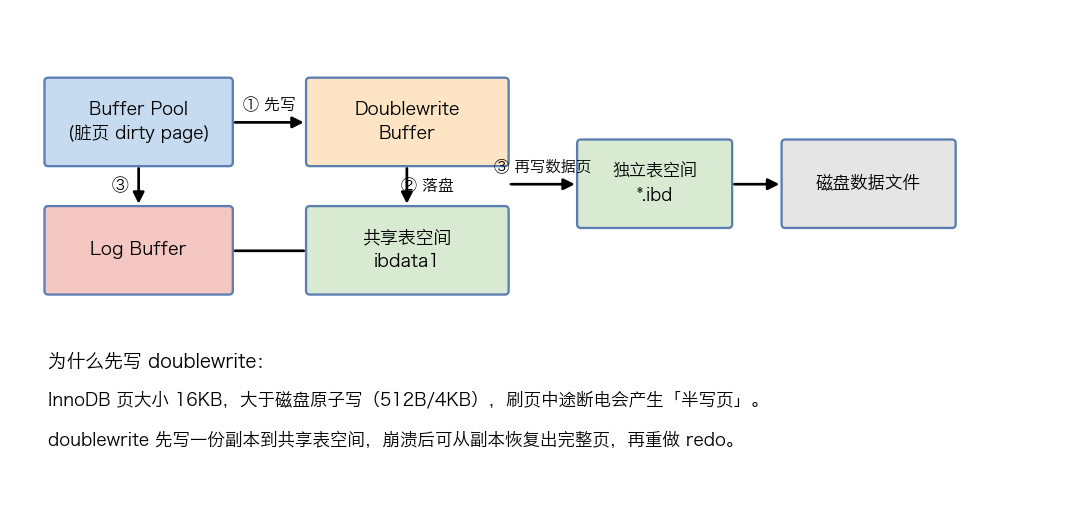 Buffer Pool
(脏页 dirty page)
① 先写
Doublewrite
Buffer
③
② 落盘
③ 再写数据页
独立表空间
*.ibd
磁盘数据文件
Log Buffer
共享表空间
ibdata1
为什么先写 doublewrite：
InnoDB 页大小 16KB，大于磁盘原子写（512B/4KB），刷页中途断电会产生「半写页」。
doublewrite 先写一份副本到共享表空间，崩溃后可从副本恢复出完整页，再重做 redo。